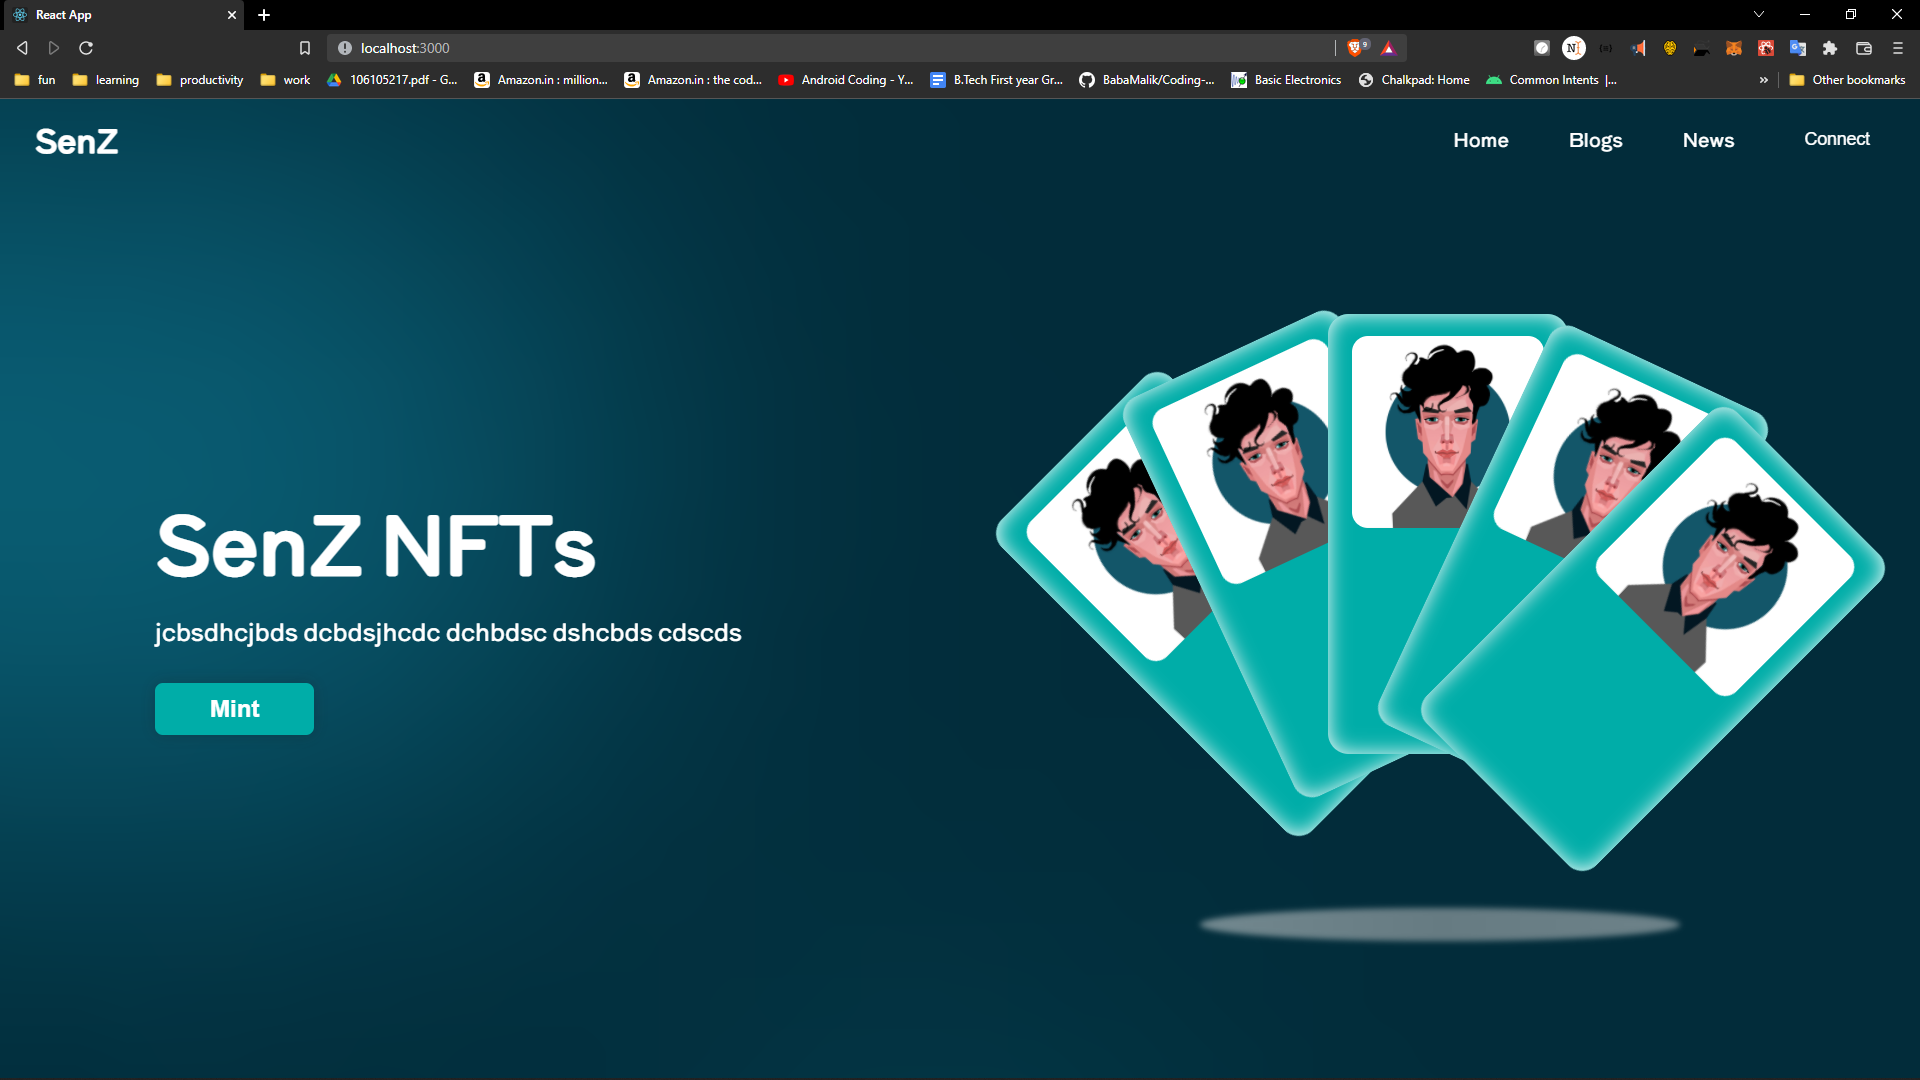 React App
localhost:3000
9
fun learning productivity work 106105217.pdf - G... Amazon.in : million... Amazon.in : the cod... Android Coding - Y... B.Tech First year Gr... BabaMalik/Coding-... Basic Electronics Chalkpad: Home Common Intents |... » Other bookmarks
SenZ Home Blogs News Connect
SenZ NFTs
jcbsdhcjbds dcbdsjhcdc dchbdsc dshcbds cdscds
Mint